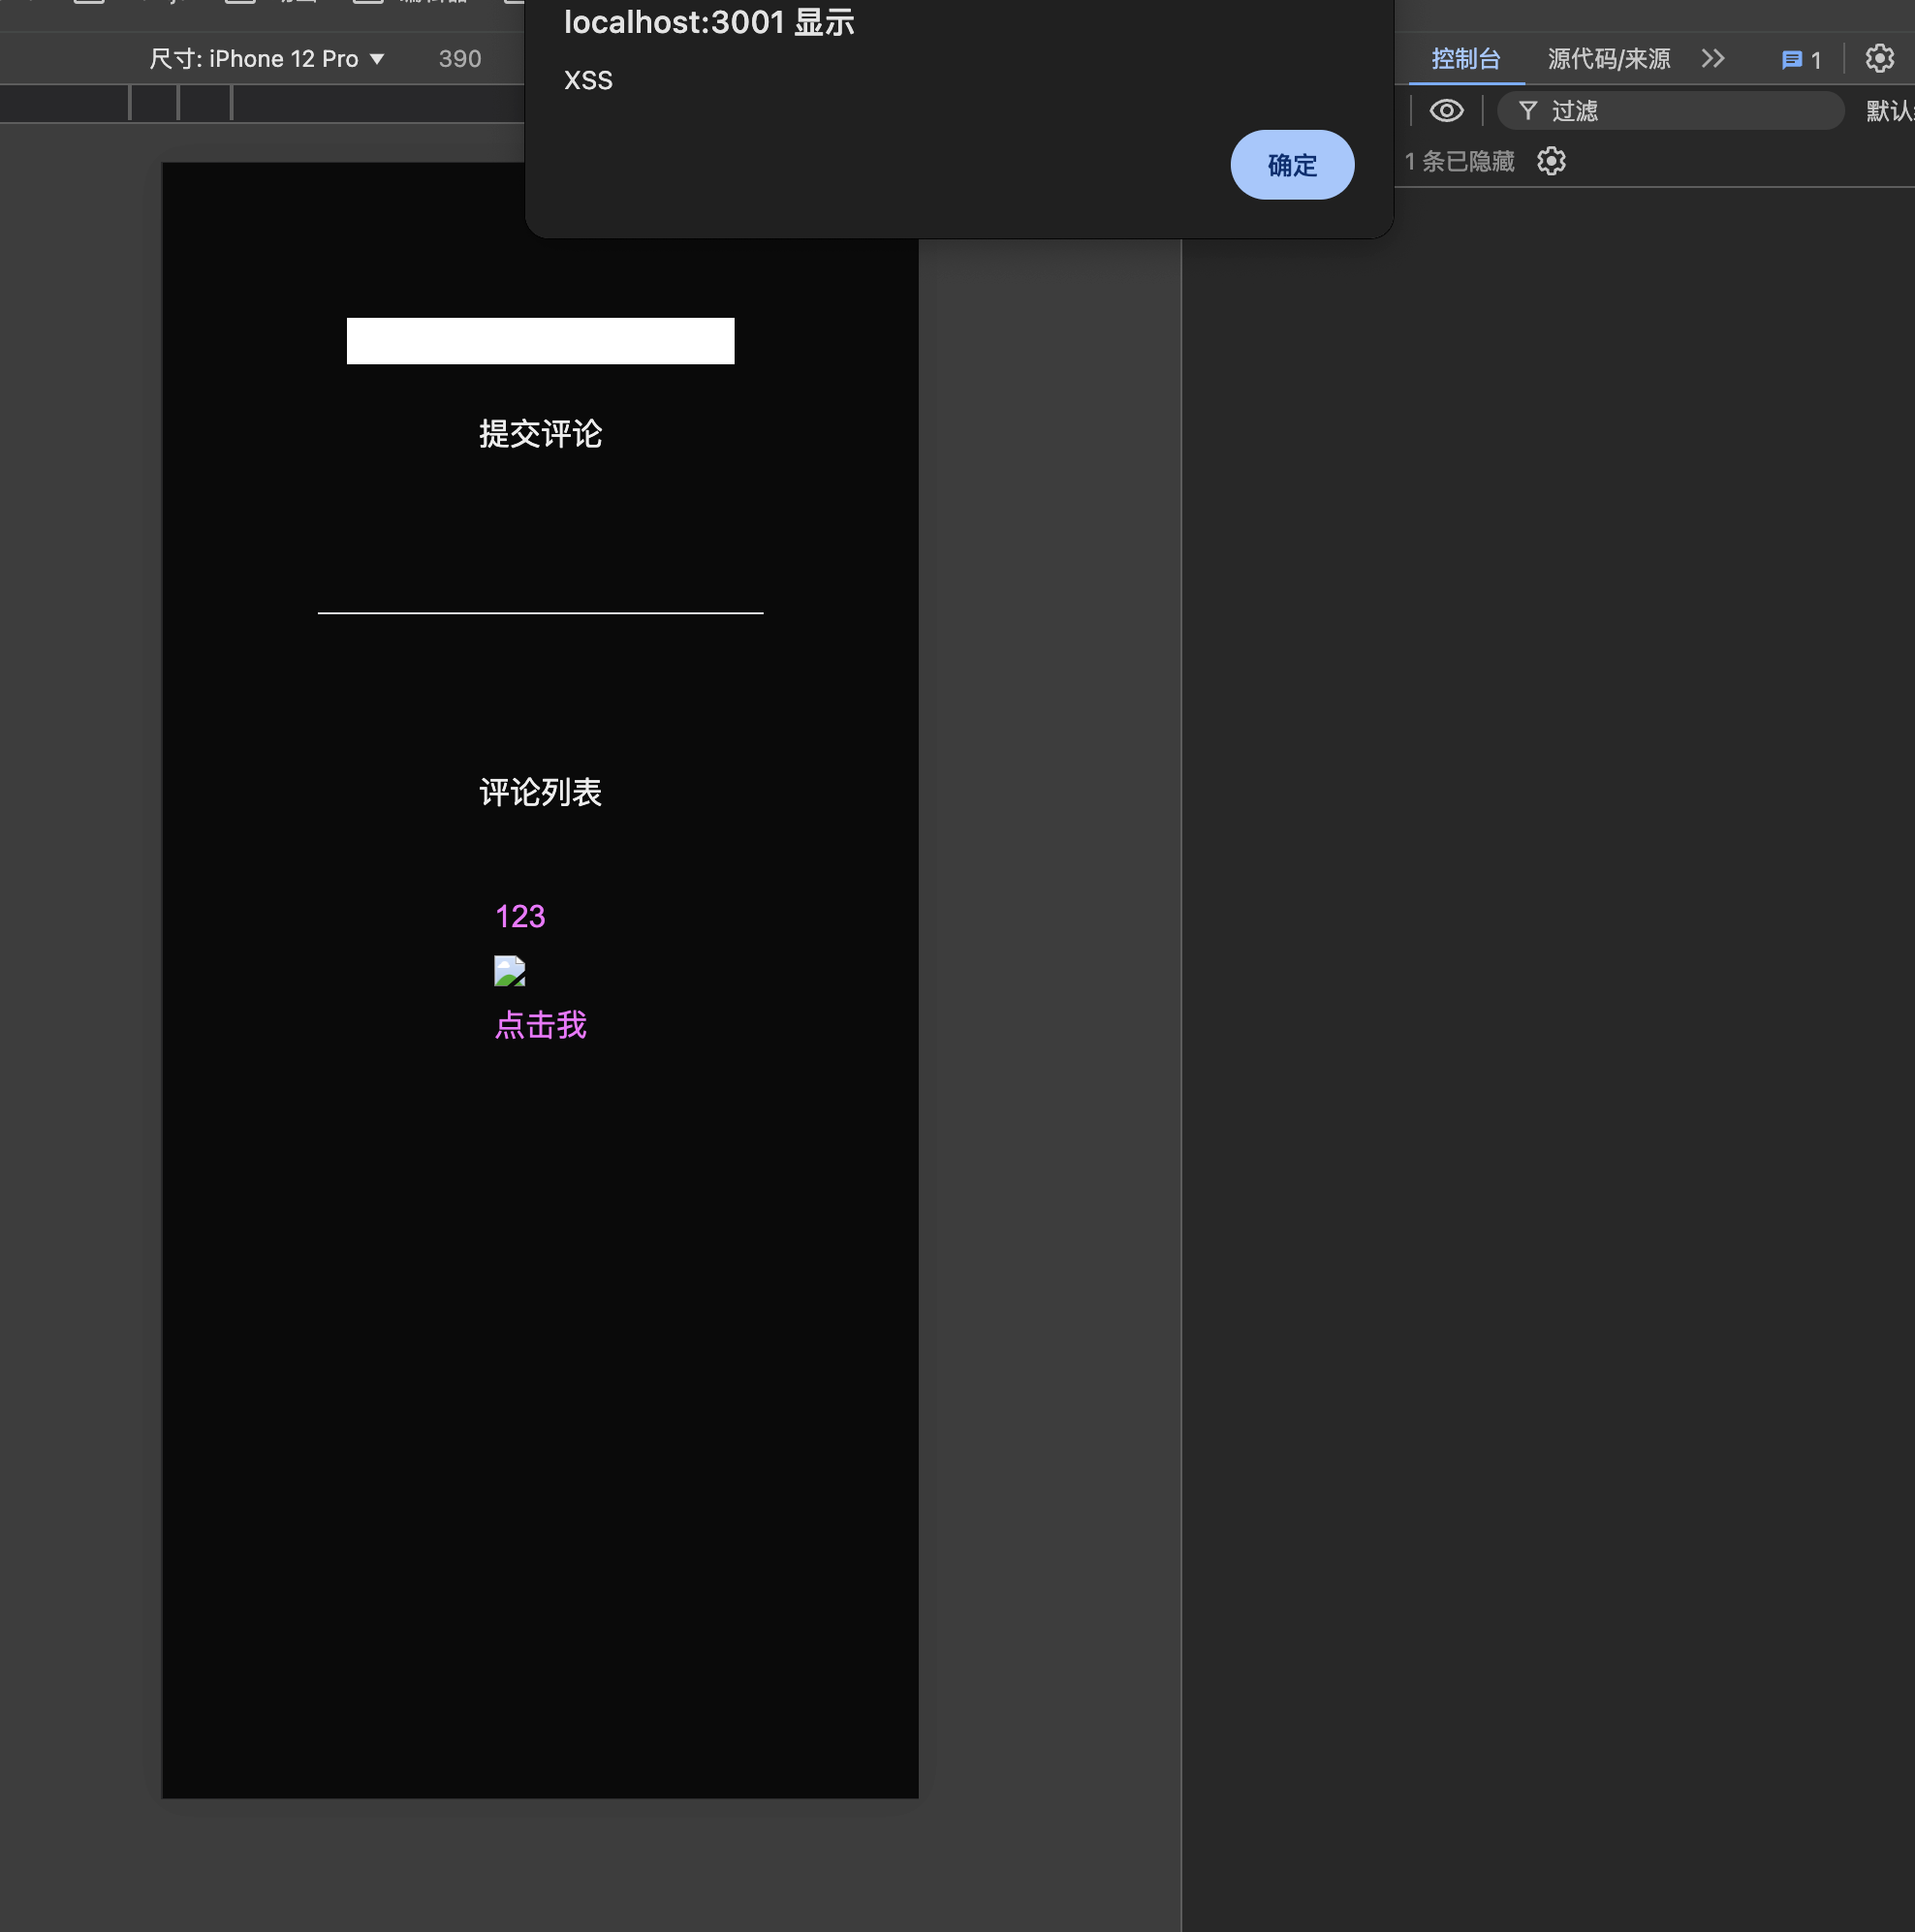 localhost:3001 显示
XSS
确定
尺寸: iPhone 12 Pro ▼ 390
控制台 源代码/来源 1
过滤 默认
1 条已隐藏
提交评论
评论列表
123
点击我